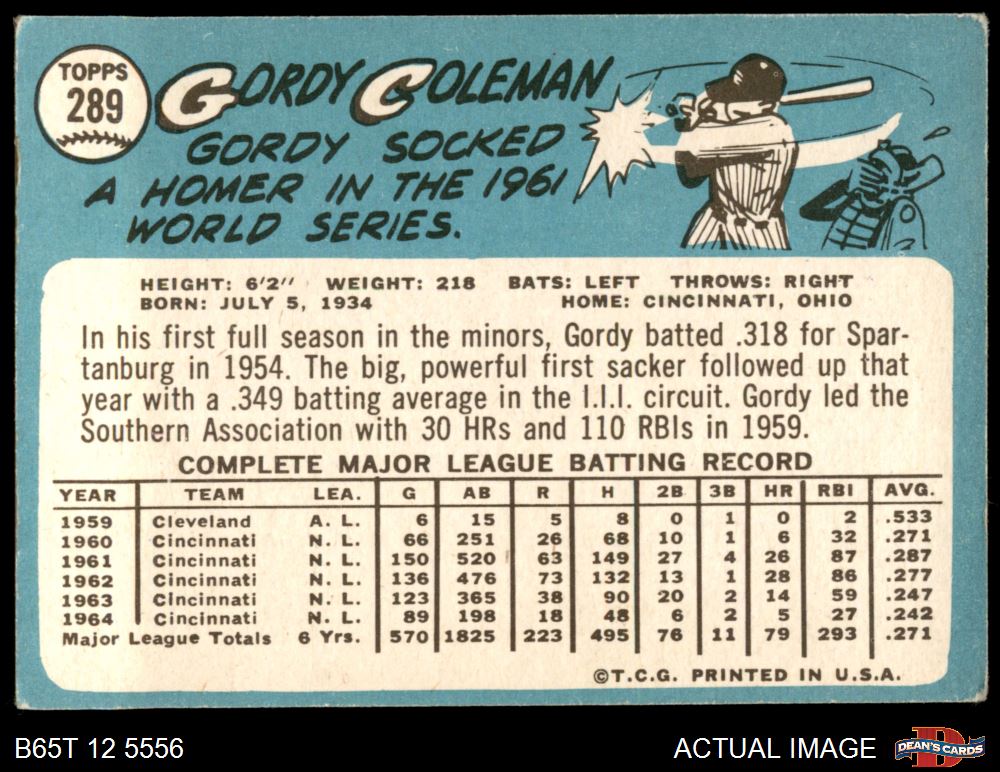 TOPPS
289
GORDY COLEMAN
GORDY SOCKED
A HOMER IN THE 1961
WORLD SERIES.
HEIGHT: 6'2" WEIGHT: 218 BATS: LEFT THROWS: RIGHT
BORN: JULY 5, 1934 HOME: CINCINNATI, OHIO
In his first full season in the minors, Gordy batted .318 for Spar-
tanburg in 1954. The big, powerful first sacker followed up that
year with a .349 batting average in the I.I.I. circuit. Gordy led the
Southern Association with 30 HRs and 110 RBIs in 1959.
COMPLETE MAJOR LEAGUE BATTING RECORD
YEAR TEAM LEA. G AB R H 2B 3B HR RBI AVG.
1959 Cleveland A. L. 6 15 5 8 0 1 0 2 .533
1960 Cincinnati N. L. 66 251 26 68 10 1 6 32 .271
1961 Cincinnati N. L. 150 520 63 149 27 4 26 87 .287
1962 Cincinnati N. L. 136 476 73 132 13 1 28 86 .277
1963 Cincinnati N. L. 123 365 38 90 20 2 14 59 .247
1964 Cincinnati N. L. 89 198 18 48 6 2 5 27 .242
Major League Totals 6 Yrs. 570 1825 223 495 76 11 79 293 .271
©T.C.G. PRINTED IN U.S.A.
B65T 12 5556 ACTUAL IMAGE DEAN'S CARDS